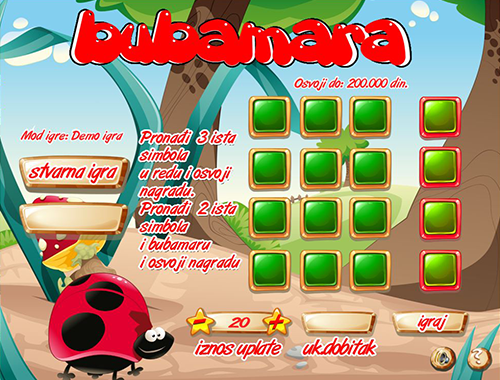 bubamara
Osvoji do: 200.000 din.
Mod igre: Demo igra
stvarna igra
Pronađi 3 ista
simbola
u redu i osvoji
nagradu.
Pronađi 2 ista
simbola
i bubamaru
i osvoji nagradu
- 20 +
igraj
iznos uplate
uk.dobitak
?